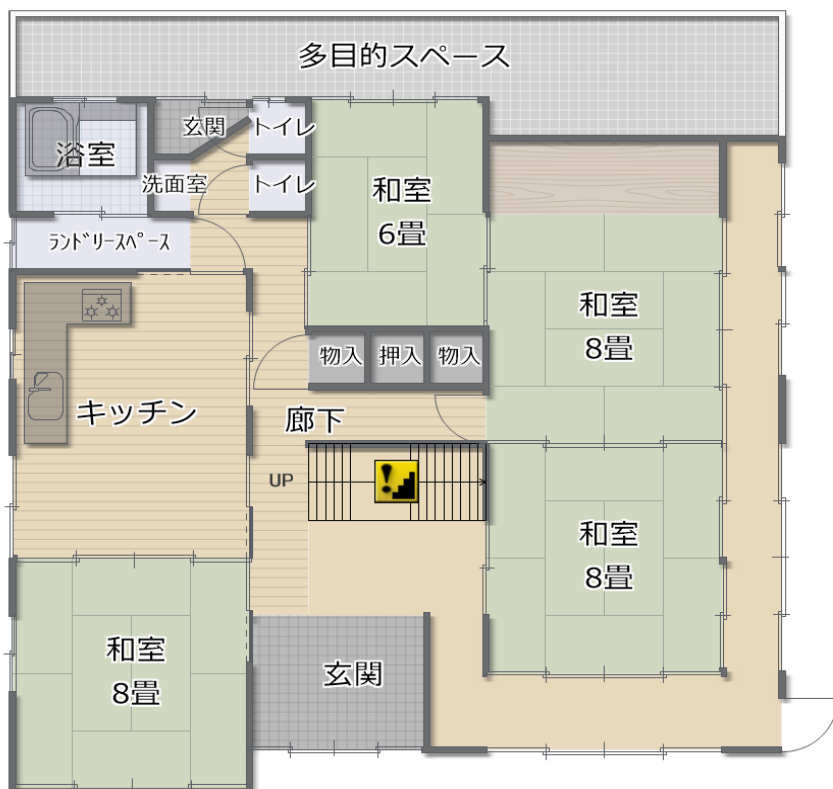 多目的スペース
玄関
トイレ
浴室
洗面室
トイレ
和室
6畳
ランドリースペース
和室
8畳
物入
押入
物入
キッチン
廊下
UP
和室
8畳
和室
8畳
玄関